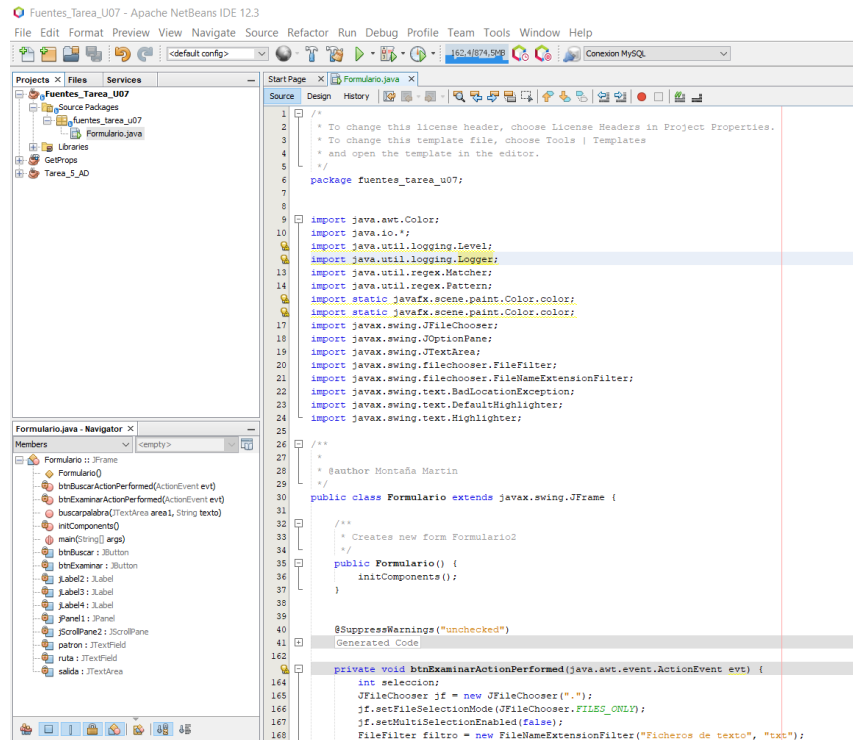 Fuentes_Tarea_U07 - Apache NetBeans IDE 12.3
File Edit Format Preview View Navigate Source Refactor Run Debug Profile Team Tools Window Help
<default config>
162.4/874,5MB
Conexion MySQL
Projects Files Services
Fuentes_Tarea_U07
Source Packages
fuentes_tarea_u07
Formulario.java
Libraries
GetProps
Tarea_5_AD
Formulario.java - Navigator
Members <empty>
Formulario :: JFrame
Formulario()
btnBuscarActionPerformed(ActionEvent evt)
btnExaminarActionPerformed(ActionEvent evt)
buscarpalabra(JTextArea area1, String texto)
initComponents()
main(String[] args)
btnBuscar : JButton
btnExaminar : JButton
jLabel2 : JLabel
jLabel3 : JLabel
jLabel4 : JLabel
jPanel1 : JPanel
jScrollPane2 : JScrollPane
patron : JTextField
ruta : JTextField
salida : JTextArea
Start Page Formulario.java
Source Design History
1 /*
2 * To change this license header, choose License Headers in Project Properties.
3 * To change this template file, choose Tools | Templates
4 * and open the template in the editor.
5 */
6 package fuentes_tarea_u07;
7
8
9 import java.awt.Color;
10 import java.io.*;
import java.util.logging.Level;
import java.util.logging.Logger;
13 import java.util.regex.Matcher;
14 import java.util.regex.Pattern;
import static javafx.scene.paint.Color.color;
import static javafx.scene.paint.Color.color;
17 import javax.swing.JFileChooser;
18 import javax.swing.JOptionPane;
19 import javax.swing.JTextArea;
20 import javax.swing.filechooser.FileFilter;
21 import javax.swing.filechooser.FileNameExtensionFilter;
22 import javax.swing.text.BadLocationException;
23 import javax.swing.text.DefaultHighlighter;
24 import javax.swing.text.Highlighter;
25
26 /**
27 *
28 * @author Montaña Martin
29 */
30 public class Formulario extends javax.swing.JFrame {
31
32 /**
33 * Creates new form Formulario2
34 */
35 public Formulario() {
36 initComponents();
37 }
38
39
40 @SuppressWarnings("unchecked")
41 Generated Code
162
private void btnExaminarActionPerformed(java.awt.event.ActionEvent evt) {
164 int seleccion;
165 JFileChooser jf = new JFileChooser(".");
166 jf.setFileSelectionMode(JFileChooser.FILES_ONLY);
167 jf.setMultiSelectionEnabled(false);
168 FileFilter filtro = new FileNameExtensionFilter("Ficheros de texto", "txt");